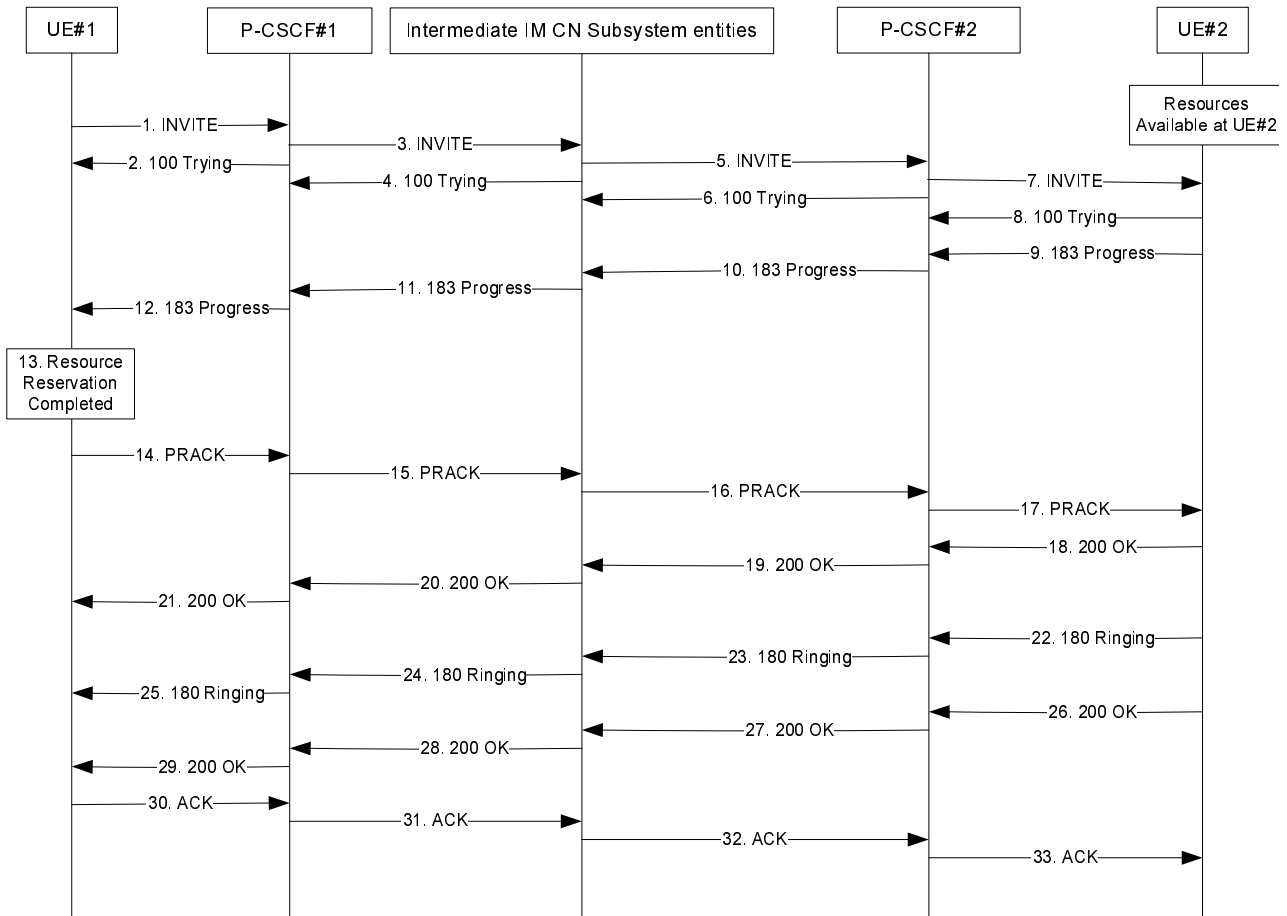 UE#1
P-CSCF#1
Intermediate IM CN Subsystem entities
P-CSCF#2
UE#2
Resources
Available at UE#2
1. INVITE
2. 100 Trying
3. INVITE
4. 100 Trying
5. INVITE
6. 100 Trying
7. INVITE
8. 100 Trying
9. 183 Progress
10. 183 Progress
11. 183 Progress
12. 183 Progress
13. Resource
Reservation
Completed
14. PRACK
15. PRACK
16. PRACK
17. PRACK
18. 200 OK
19. 200 OK
20. 200 OK
21. 200 OK
22. 180 Ringing
23. 180 Ringing
24. 180 Ringing
25. 180 Ringing
26. 200 OK
27. 200 OK
28. 200 OK
29. 200 OK
30. ACK
31. ACK
32. ACK
33. ACK